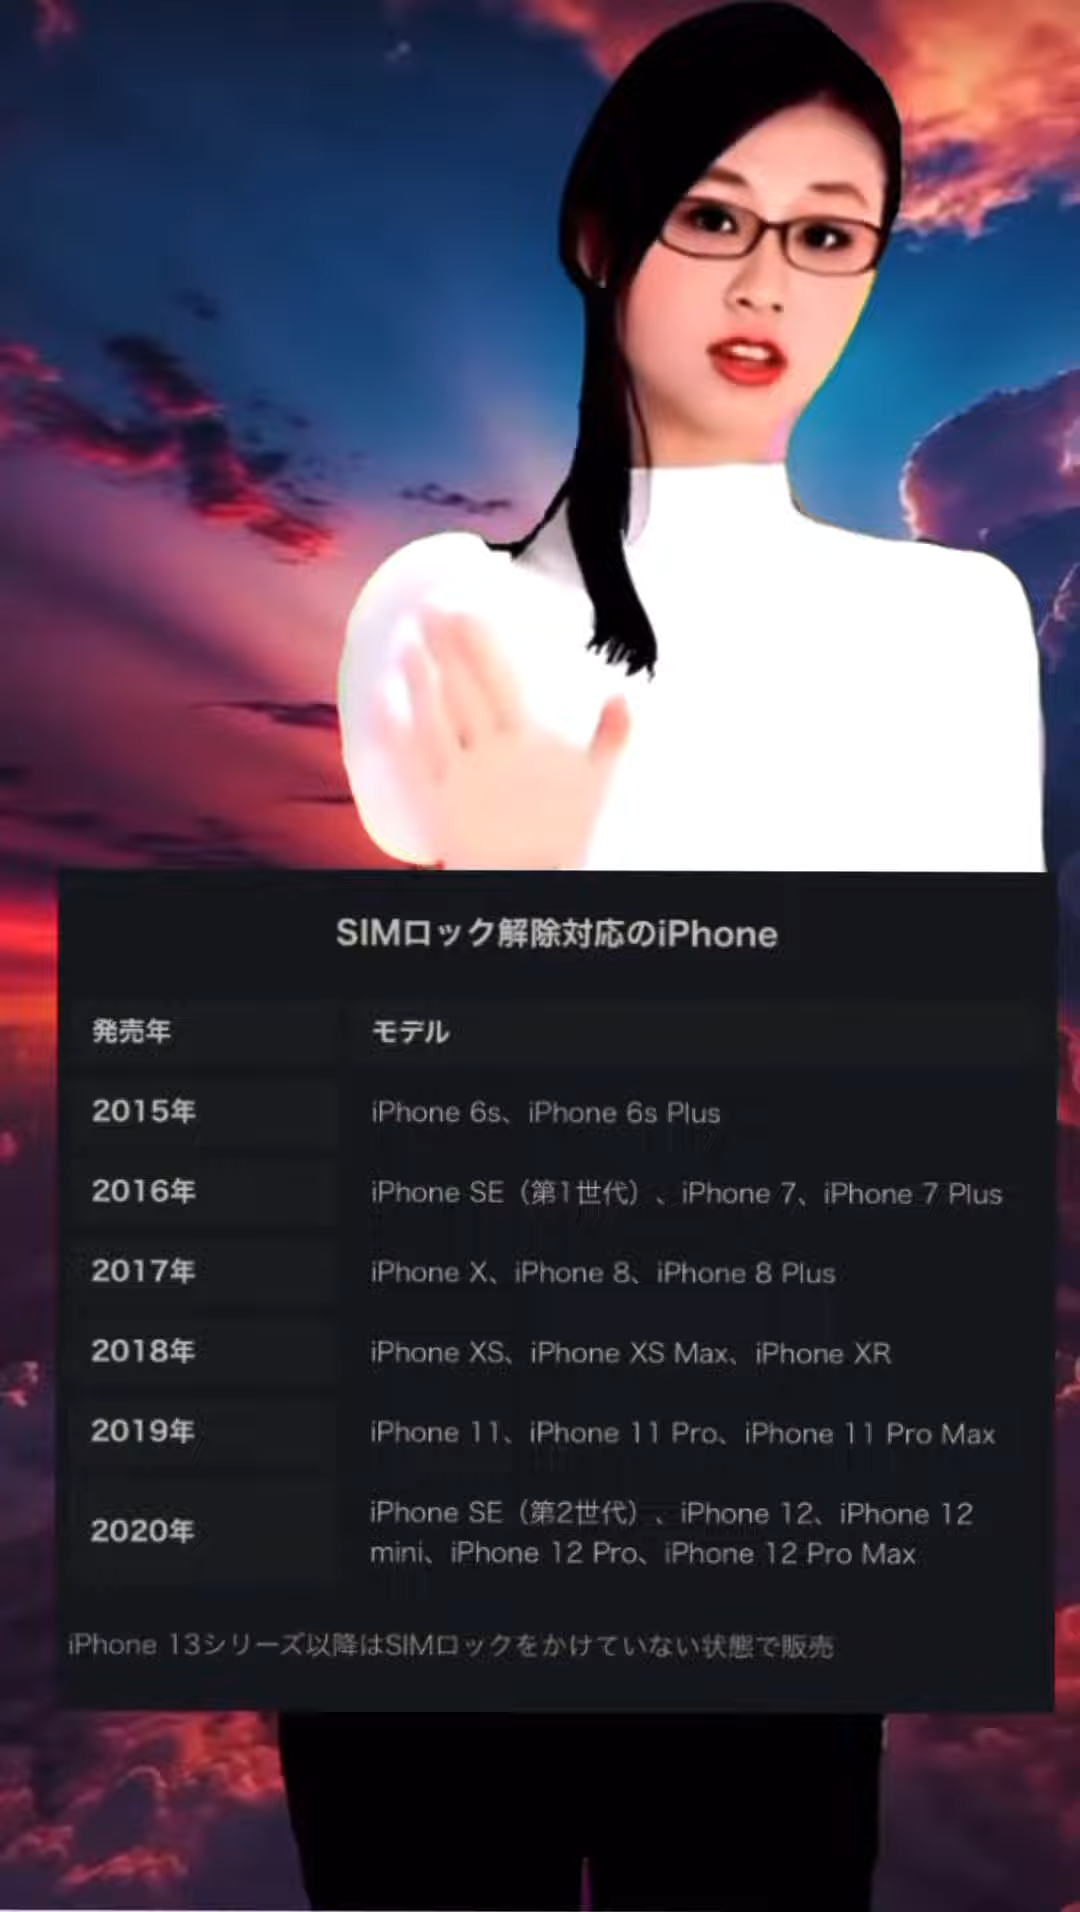 SIMロック解除対応のiPhone
発売年 モデル
2015年 iPhone 6s、iPhone 6s Plus
2016年 iPhone SE（第1世代）、iPhone 7、iPhone 7 Plus
2017年 iPhone X、iPhone 8、iPhone 8 Plus
2018年 iPhone XS、iPhone XS Max、iPhone XR
2019年 iPhone 11、iPhone 11 Pro、iPhone 11 Pro Max
2020年 iPhone SE（第2世代）、iPhone 12、iPhone 12
mini、iPhone 12 Pro、iPhone 12 Pro Max
iPhone 13シリーズ以降はSIMロックをかけていない状態で販売